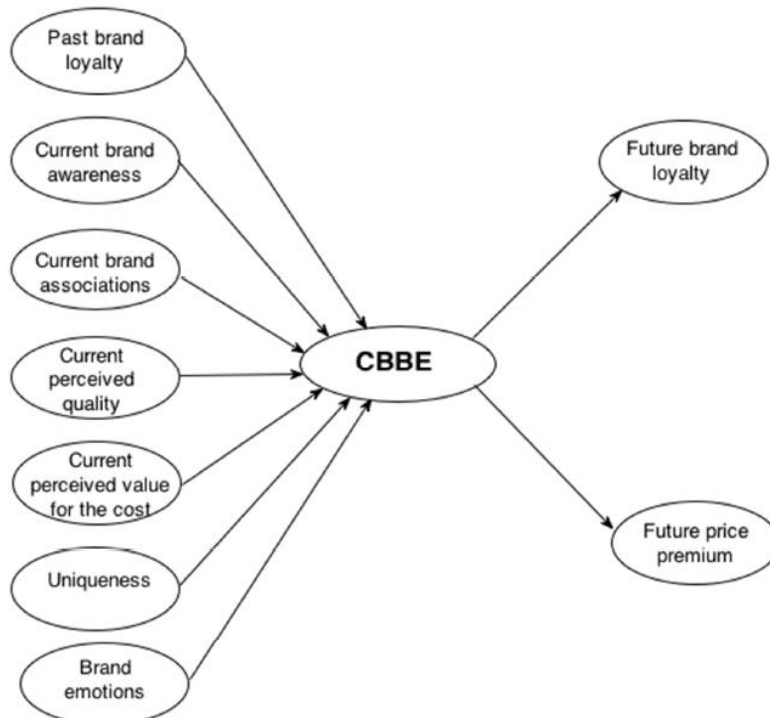 Past brand
loyalty
Current brand
awareness
Current brand
associations
Current
perceived
quality
Current
perceived value
for the cost
Uniqueness
Brand
emotions
CBBE
Future brand
loyalty
Future price
premium